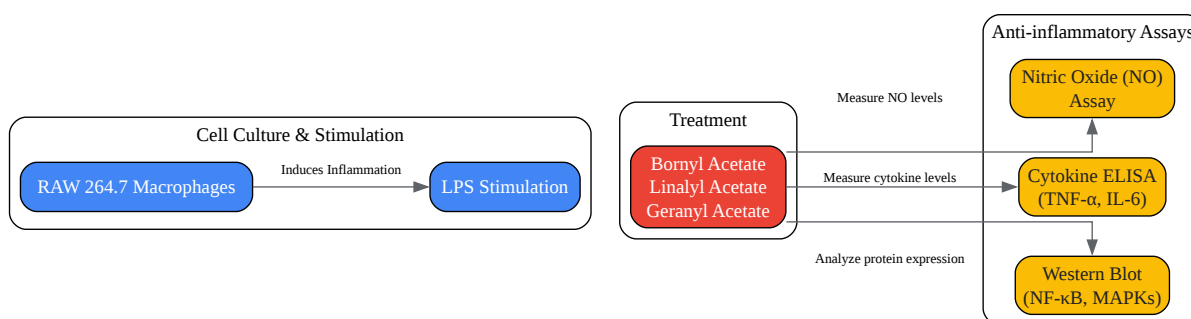 Cell Culture & Stimulation
RAW 264.7 Macrophages
Induces Inflammation
LPS Stimulation
Treatment
Bornyl Acetate
Linalyl Acetate
Geranyl Acetate
Measure NO levels
Measure cytokine levels
Analyze protein expression
Anti-inflammatory Assays
Nitric Oxide (NO)
Assay
Cytokine ELISA
(TNF-α, IL-6)
Western Blot
(NF-κB, MAPKs)